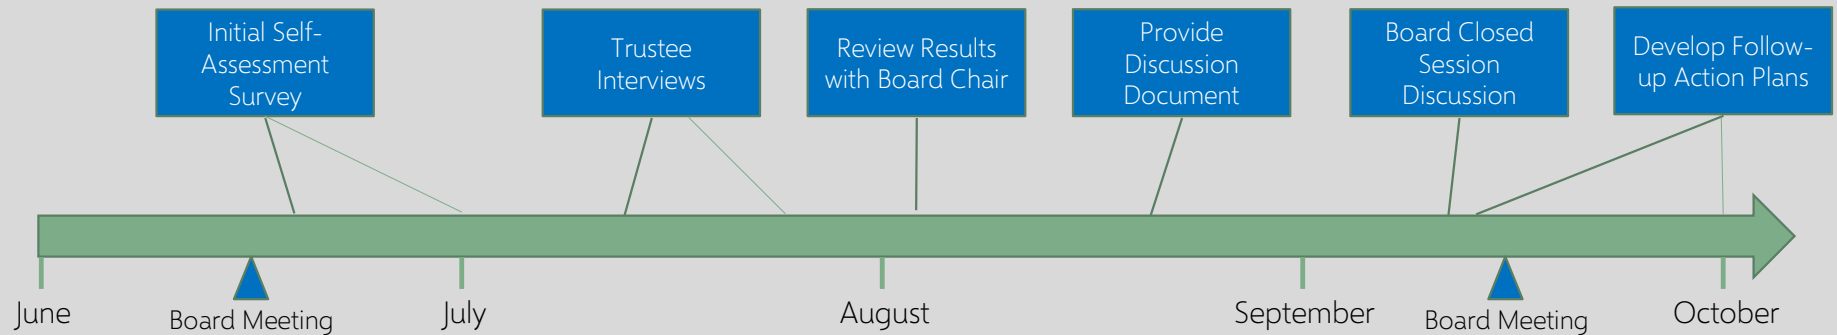 Initial Self-
Assessment
Survey
Trustee
Interviews
Review Results
with Board Chair
Provide
Discussion
Document
Board Closed
Session
Discussion
Develop Follow-
up Action Plans
June
Board Meeting
July
August
September
Board Meeting
October